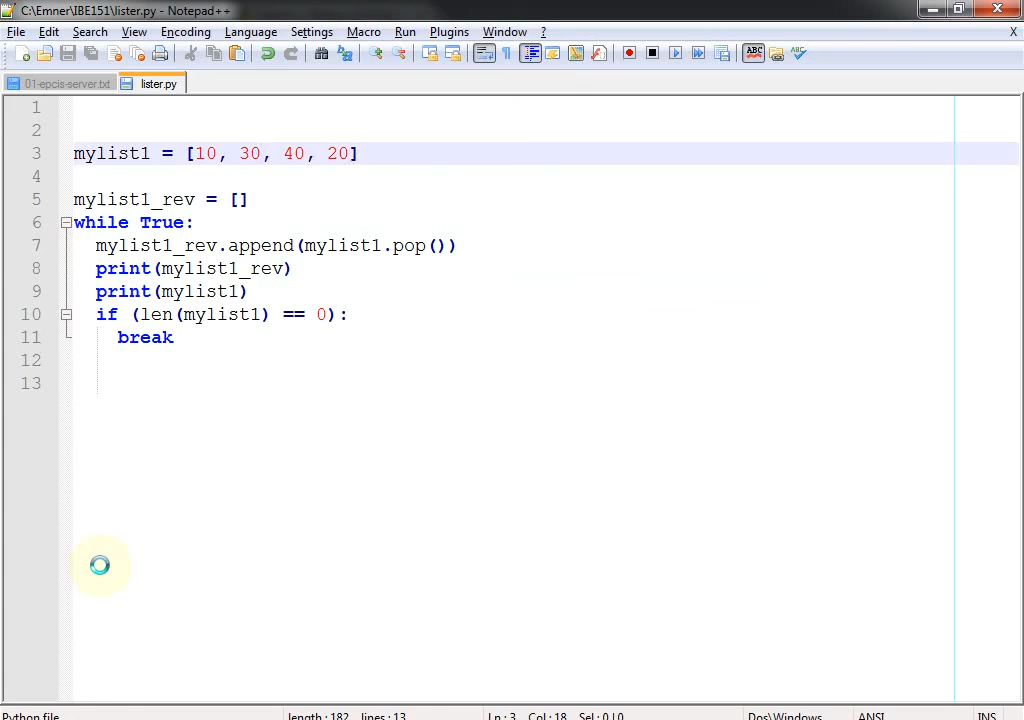 C:\Emner\IBE151\lister.py - Notepad++
File Edit Search View Encoding Language Settings Macro Run Plugins Window ? X
01-epcis-server.txt lister.py
1
2
3 mylist1 = [10, 30, 40, 20]
4
5 mylist1_rev = []
6 while True:
7 mylist1_rev.append(mylist1.pop())
8 print(mylist1_rev)
9 print(mylist1)
10 if (len(mylist1) == 0):
11 break
12
13
Python file length : 182 lines : 13 Ln : 3 Col : 18 Sel : 0 | 0 Dos\Windows ANSI INS